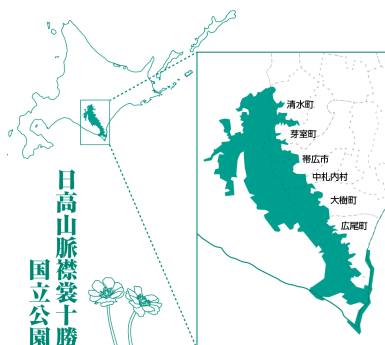 日高山脈襟裳十勝
国立公園
清水町
芽室町
帯広市
中札内村
大樹町
広尾町